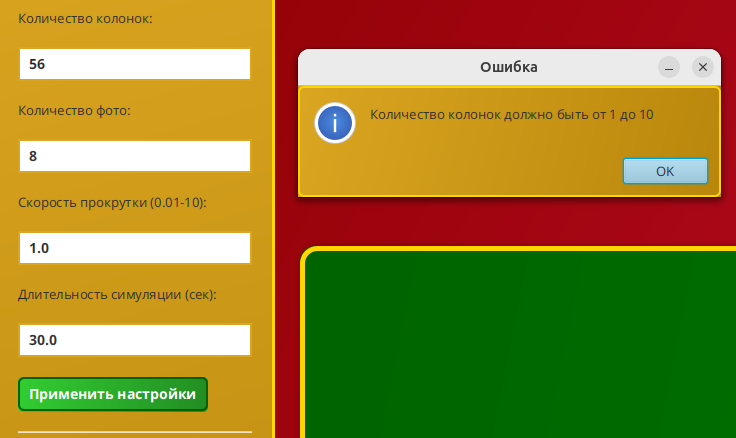 Количество колонок:
56
Количество фото:
8
Скорость прокрутки (0.01-10):
1.0
Длительность симуляции (сек):
30.0
Применить настройки
Ошибка
Количество колонок должно быть от 1 до 10
OK